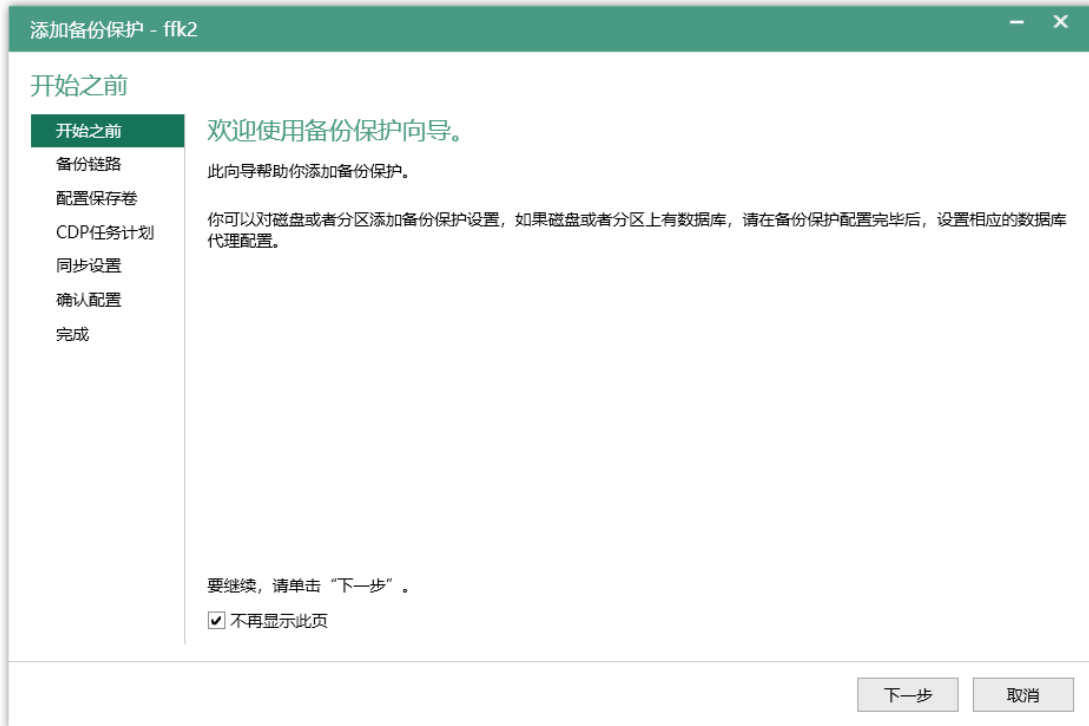 添加备份保护 - ffk2
开始之前
开始之前
备份链路
配置保存卷
CDP任务计划
同步设置
确认配置
完成
欢迎使用备份保护向导。
此向导帮助你添加备份保护。
你可以对磁盘或者分区添加备份保护设置，如果磁盘或者分区上有数据库，请在备份保护配置完毕后，设置相应的数据库
代理配置。
要继续，请单击“下一步”。
不再显示此页
下一步
取消